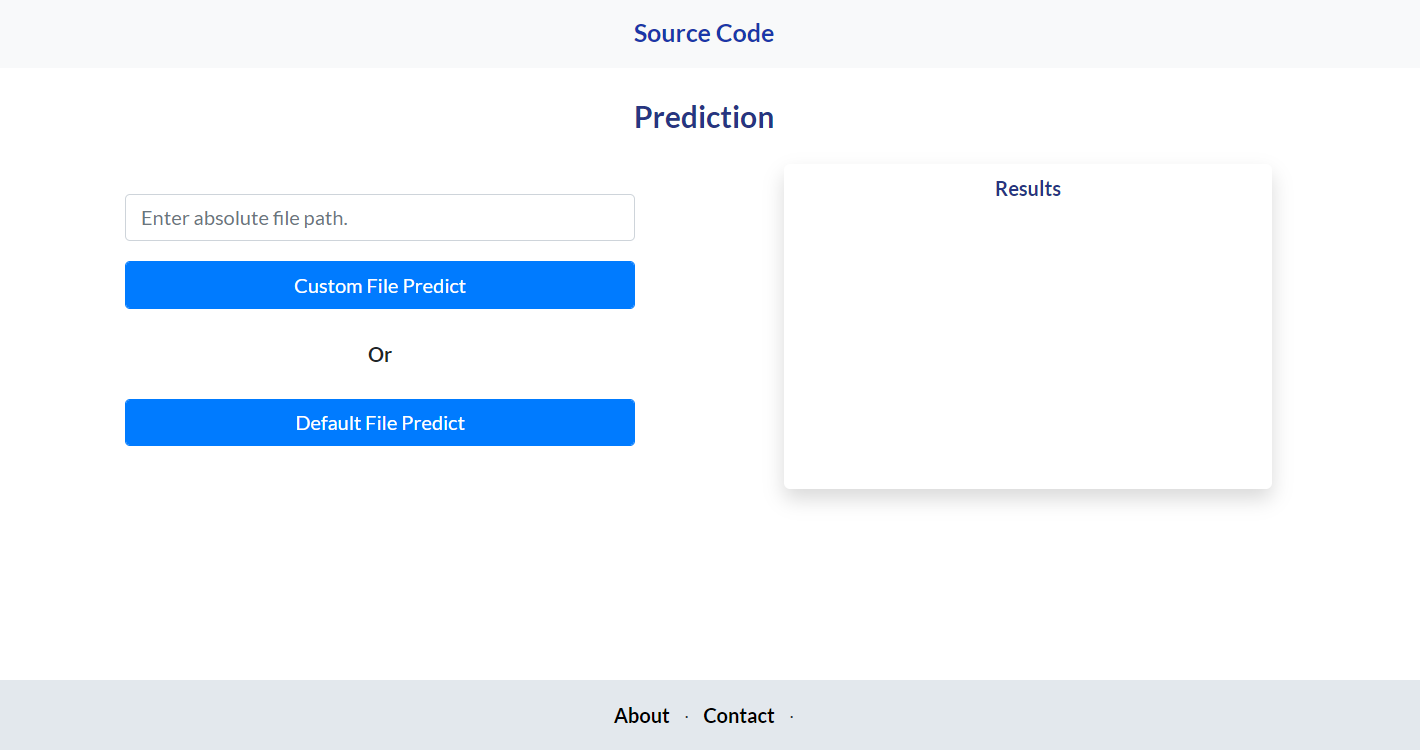 Source Code
Prediction
Enter absolute file path.
Custom File Predict
Or
Default File Predict
Results
About · Contact ·